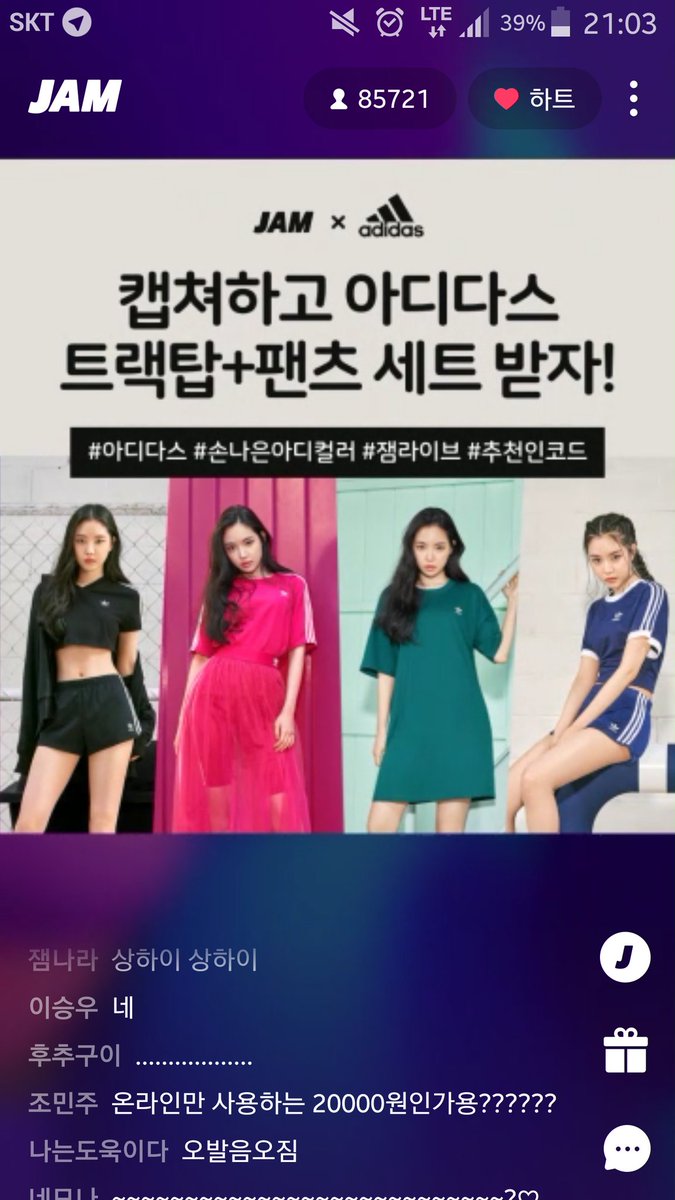 SKT LTE 39% 21:03
JAM 85721 하트
JAM × adidas
캡쳐하고 아디다스
트랙탑+팬츠 세트 받자!
#아디다스 #손나은아디컬러 #잼라이브 #추천인코드
잼나라 상하이 상하이
이승우 네
후추구이 ..................
조민주 온라인만 사용하는 20000원인가용??????
나는도욱이다 오발음오짐
J